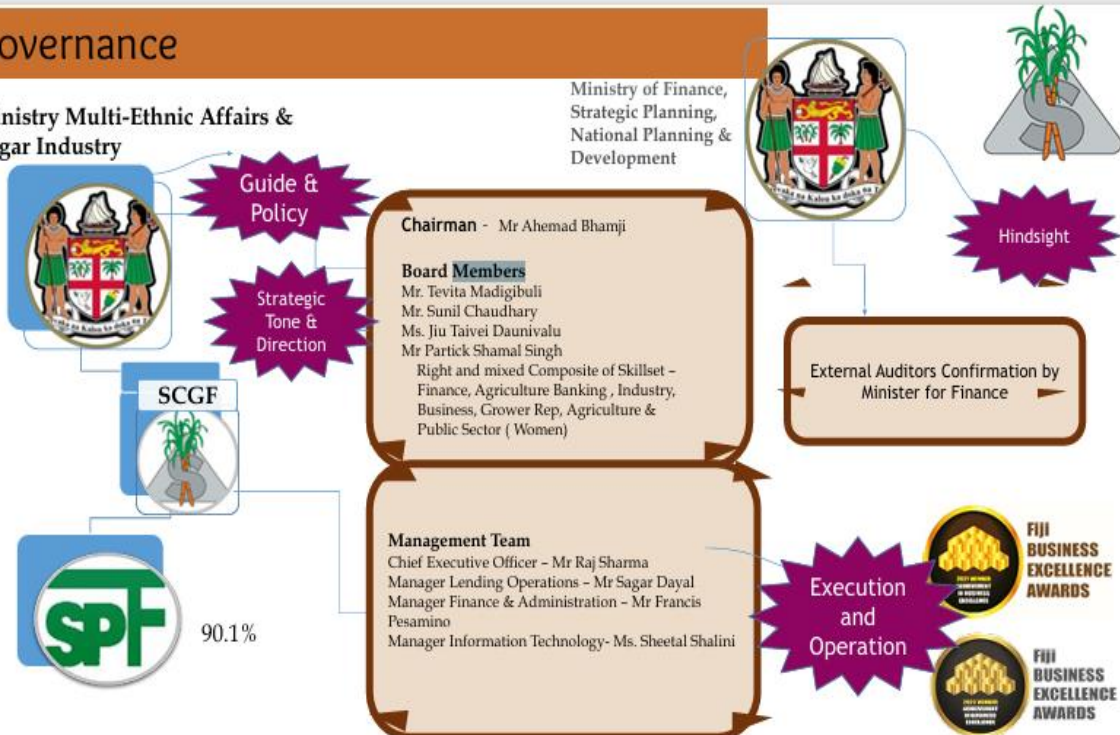 overnance
nistry Multi-Ethnic Affairs &
gar Industry
Ministry of Finance,
Strategic Planning,
National Planning &
Development
Guide &
Policy
Strategic
Tone &
Direction
Hindsight
Chairman - Mr Ahemad Bhamji
Board Members
Mr. Tevita Madigibuli
Mr. Sunil Chaudhary
Ms. Jiu Taivei Daunivalu
Mr Partick Shamal Singh
Right and mixed Composite of Skillset –
Finance, Agriculture Banking , Industry,
Business, Grower Rep, Agriculture &
Public Sector ( Women)
External Auditors Confirmation by
Minister for Finance
SCGF
S
S
SPF
90.1%
Management Team
Chief Executive Officer – Mr Raj Sharma
Manager Lending Operations – Mr Sagar Dayal
Manager Finance & Administration – Mr Francis
Pesamino
Manager Information Technology- Ms. Sheetal Shalini
Execution
and
Operation
FIJI
BUSINESS
EXCELLENCE
AWARDS
FIJI
BUSINESS
EXCELLENCE
AWARDS